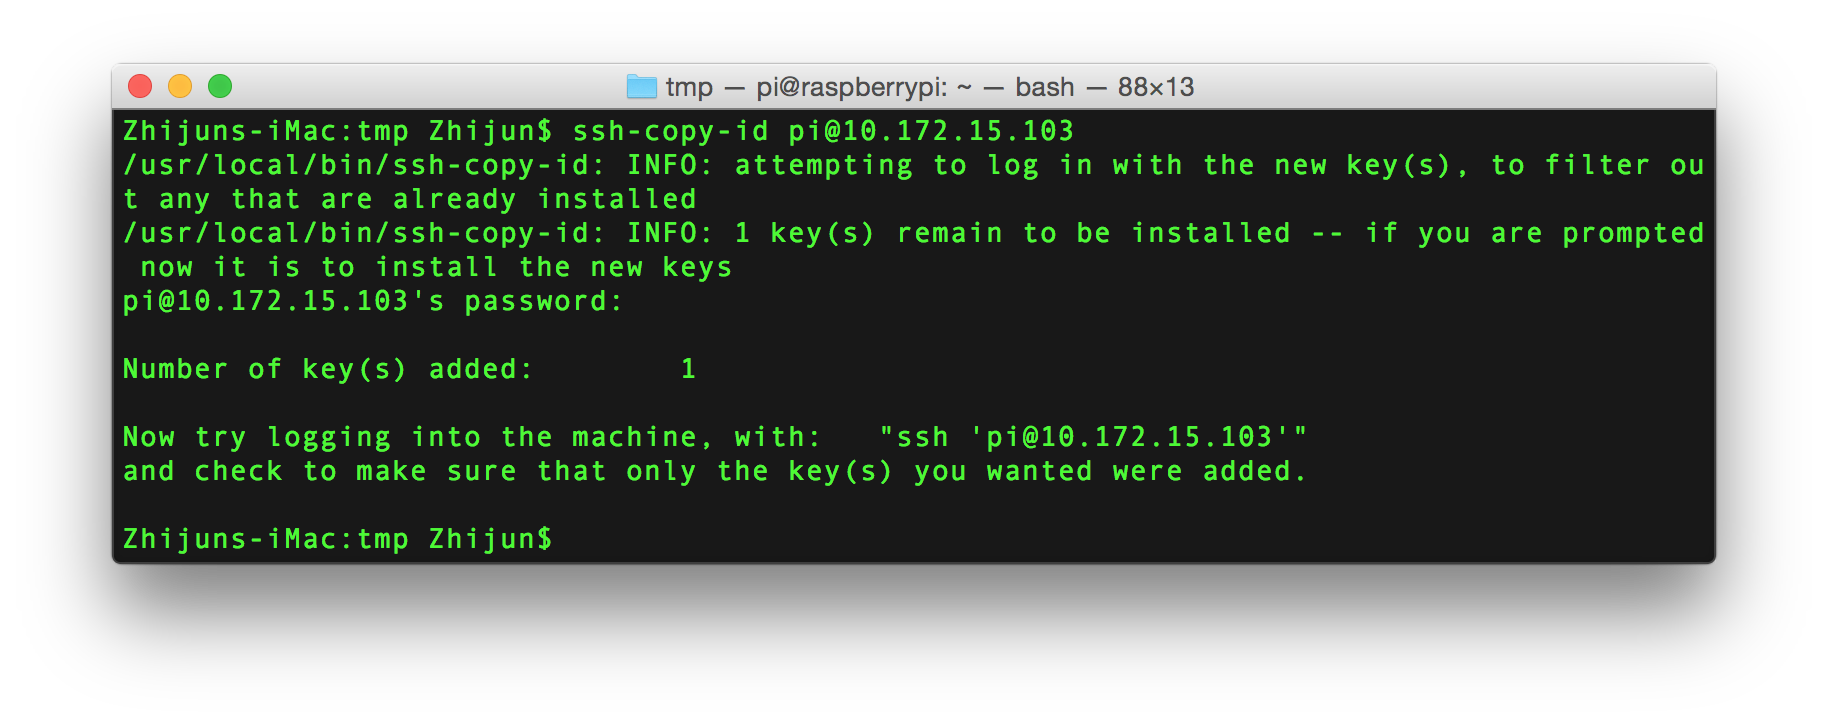 tmp — pi@raspberrypi: ~ — bash — 88×13
Zhijuns-iMac:tmp Zhijun$ ssh-copy-id pi@10.172.15.103
/usr/local/bin/ssh-copy-id: INFO: attempting to log in with the new key(s), to filter ou
t any that are already installed
/usr/local/bin/ssh-copy-id: INFO: 1 key(s) remain to be installed -- if you are prompted
 now it is to install the new keys
pi@10.172.15.103's password:
Number of key(s) added:        1
Now try logging into the machine, with:   "ssh 'pi@10.172.15.103'"
and check to make sure that only the key(s) you wanted were added.
Zhijuns-iMac:tmp Zhijun$